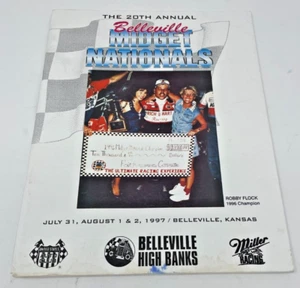 THE 20TH ANNUAL
Belleville
MIDGET
NATIONALS
THE ULTIMATE RACING EXPERIENCE
ROBBY FLOCK
1996 Champion
JULY 31, AUGUST 1 & 2, 1997 / BELLEVILLE, KANSAS
BELLEVILLE
HIGH BANKS
Miller
RACING